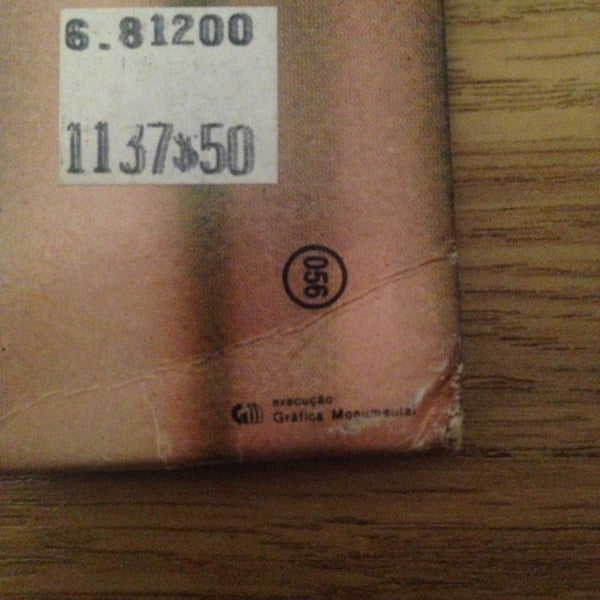 6.81200
1137$50
056
execução
Gráfica Monumental